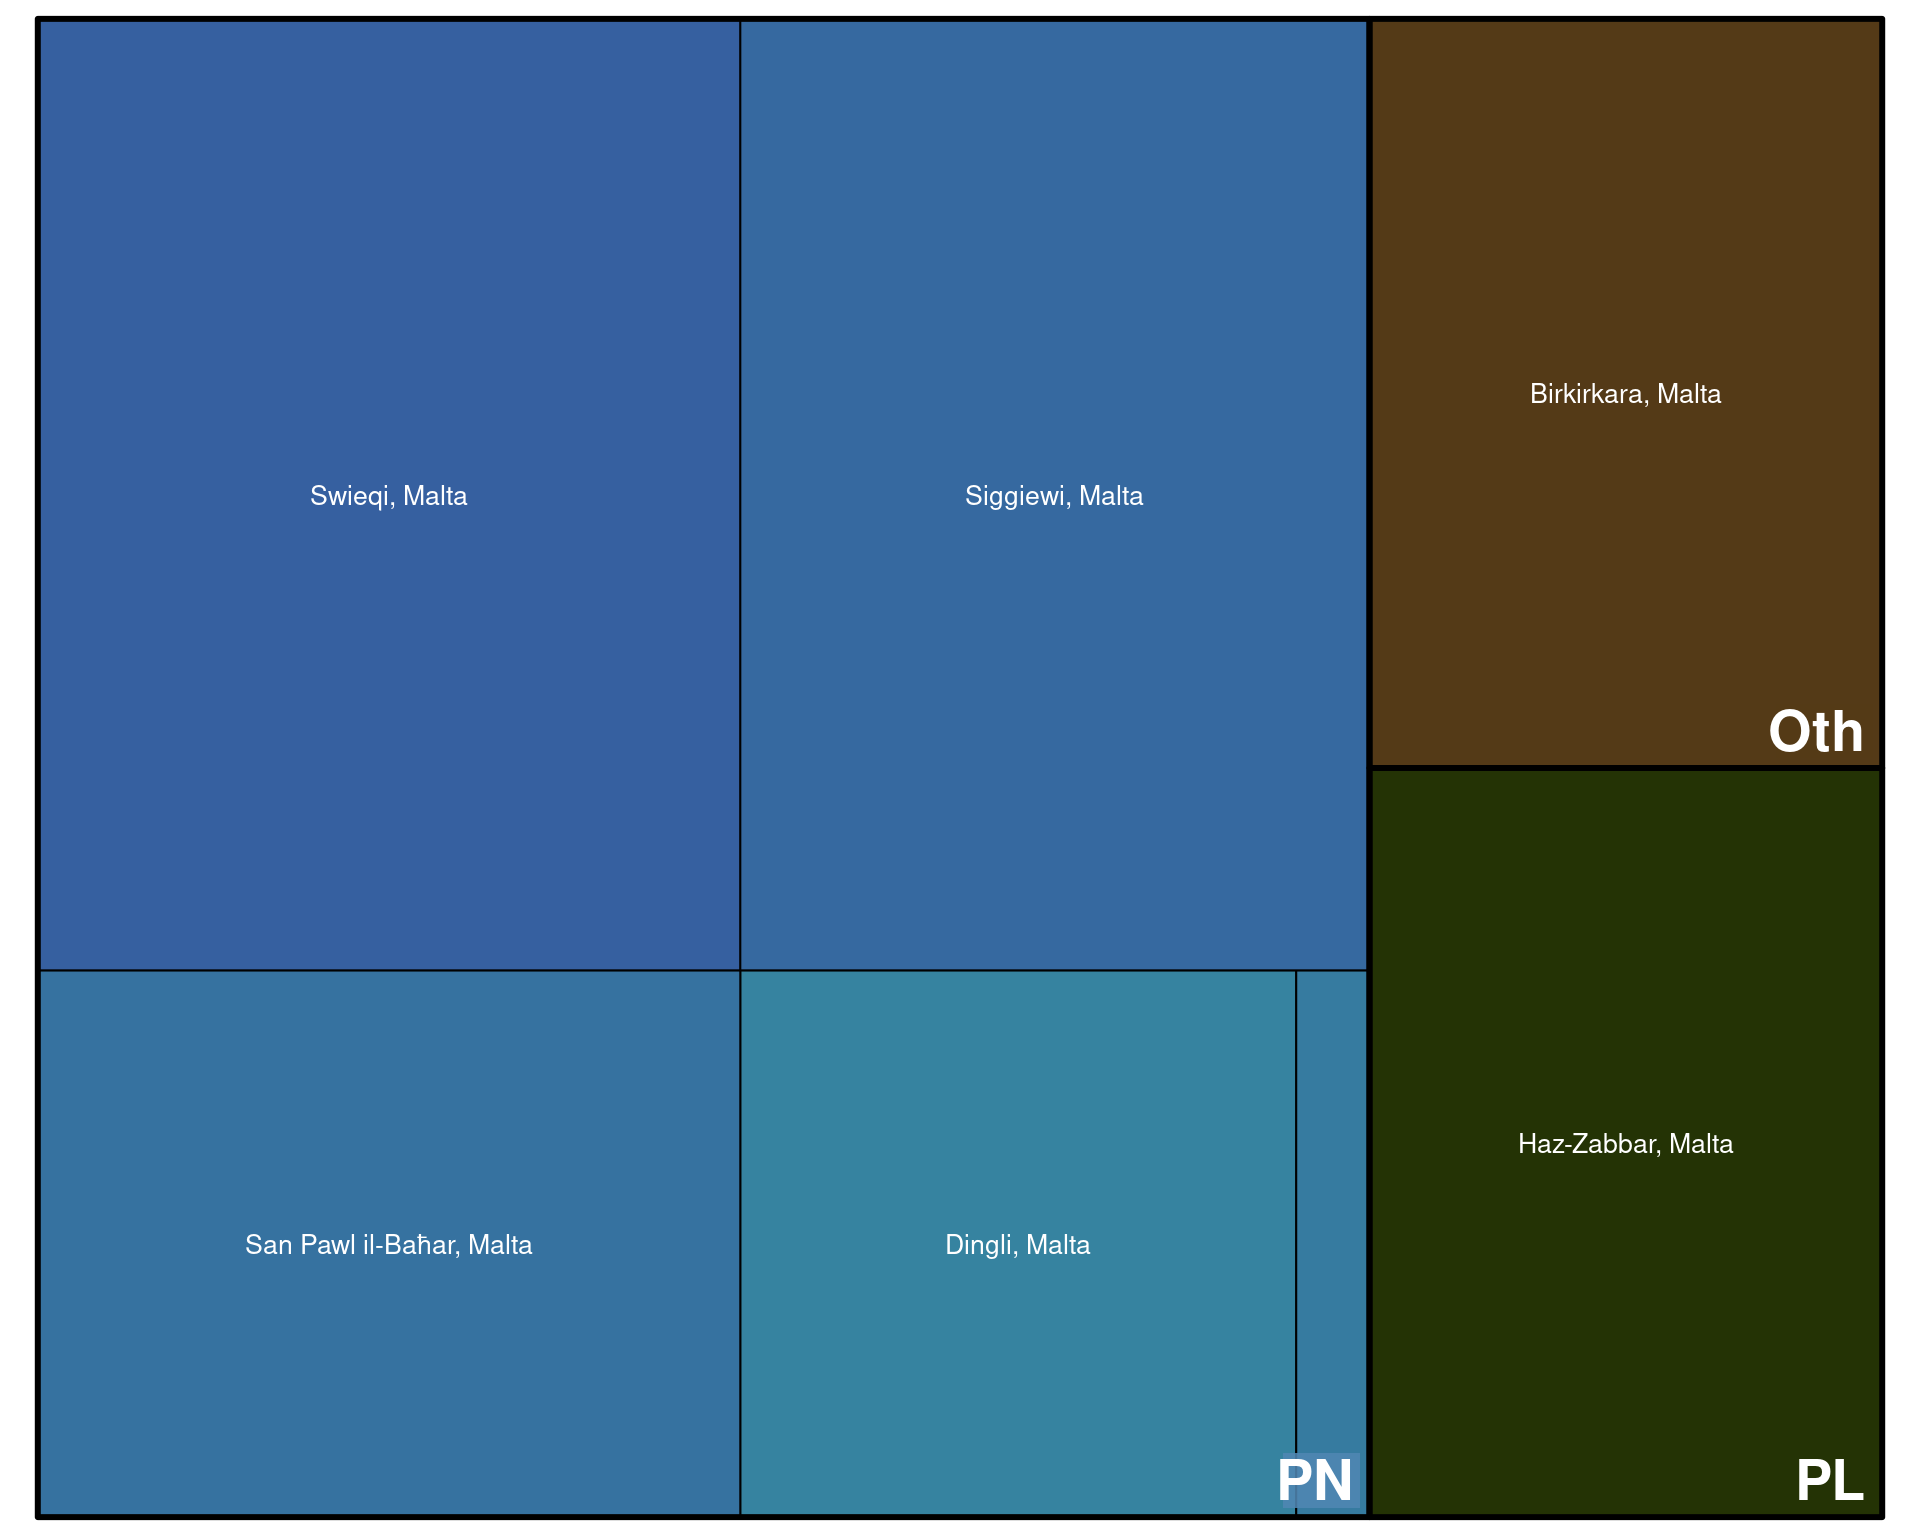 Swieqi, Malta
Siggiewi, Malta
Birkirkara, Malta
Oth
San Pawl il-Baħar, Malta
Dingli, Malta
PN
Haz-Zabbar, Malta
PL